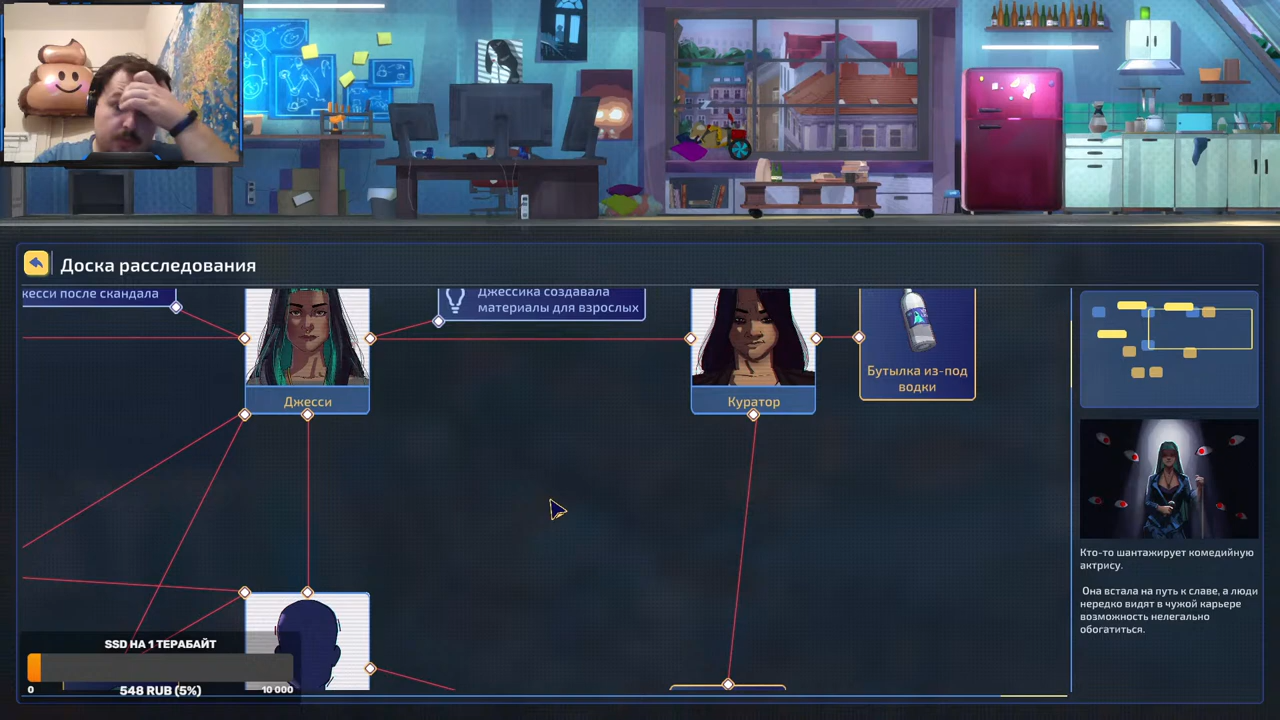 Доска расследования
кесси после скандала
Джессика создавала
материалы для взрослых
Джесси
Куратор
Бутылка из-под
водки
Кто-то шантажирует комедийную
актрису.
Она встала на путь к славе, а люди
нередко видят в чужой карьере
возможность нелегально
обогатиться.
SSD НА 1 ТЕРАБАЙТ
0
548 RUB (5%)
10 000